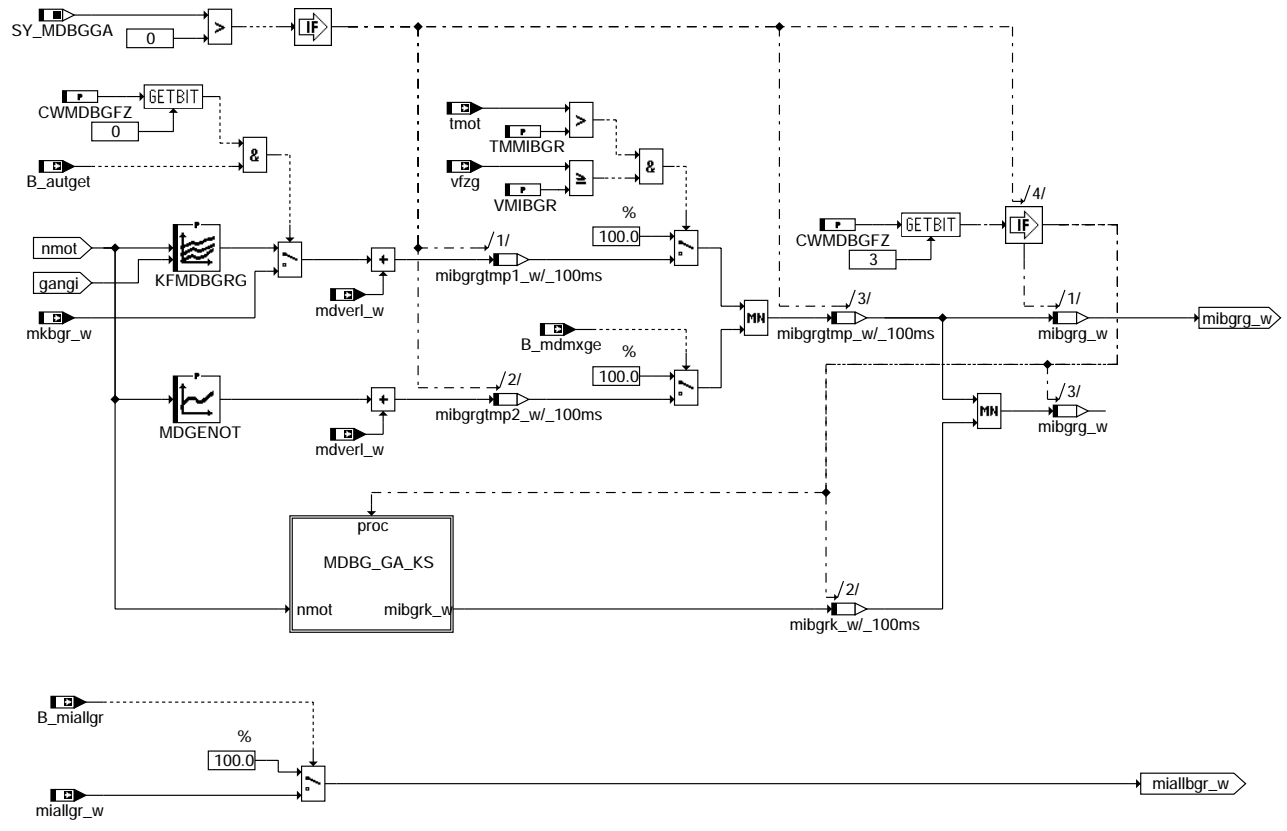 SY_MDBGGA
0
>
IF
CWMDBGFZ
P
GETBIT
0
&
B_autget
tmot
P
TMMIBGR
>
vfzg
P
VMIBGR
≥
&
/4/
P
CWMDBGFZ
GETBIT
3
IF
nmot
gangi
P
KFMDBGRG
mkbgr_w
+
mdverl_w
/1/
mibgrgtmp1_w/_100ms
%
100.0
MN
/3/
mibgrgtmp_w/_100ms
/1/
mibgrg_w
mibgrg_w
B_mdmxge
%
100.0
P
MDGENOT
+
mdverl_w
/2/
mibgrgtmp2_w/_100ms
MN
/3/
mibgrg_w
proc
MDBG_GA_KS
nmot
mibgrk_w
/2/
mibgrk_w/_100ms
B_miallgr
%
100.0
miallgr_w
miallbgr_w